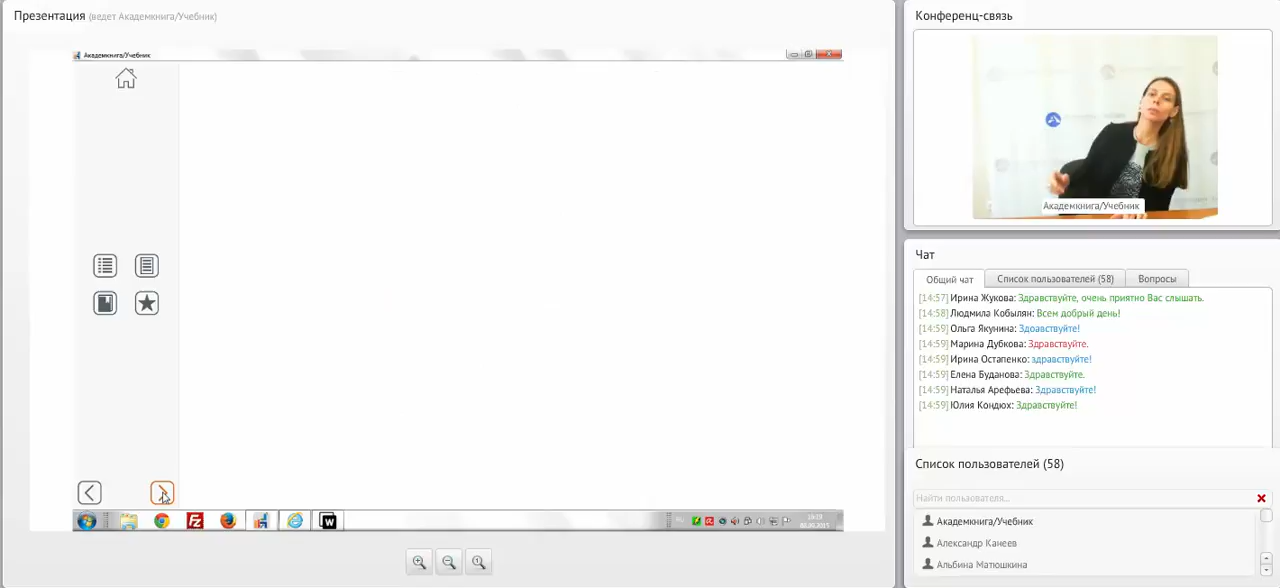 Презентация (ведет Академкнига/Учебник)
Академкнига/Учебник
Конференц-связь
Академкнига/Учебник
Чат
Общий чат
Список пользователей (58)
Вопросы
[14:57] Ирина Жукова: Здравствуйте, очень приятно Вас слышать.
[14:58] Людмила Кобылян: Всем добрый день!
[14:59] Ольга Якунина: Здоавствуйте!
[14:59] Марина Дубкова: Здравствуйте.
[14:59] Ирина Остапенко: здравствуйте!
[14:59] Елена Буданова: Здравствуйте.
[14:59] Наталья Арефьева: Здравствуйте!
[14:59] Юлия Кондюх: Здравствуйте!
Список пользователей (58)
Найти пользователя...
Академкнига/Учебник
Александр Канеев
Альбина Матюшкина